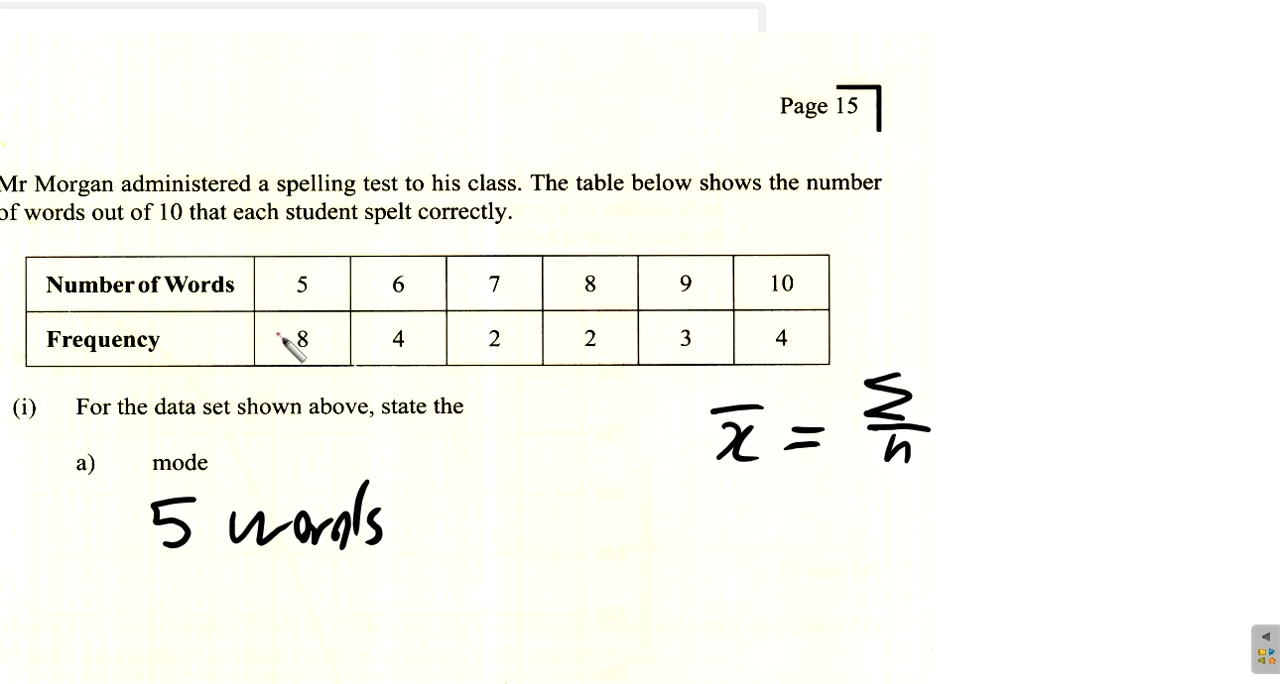 Page 15
Mr Morgan administered a spelling test to his class. The table below shows the number
of words out of 10 that each student spelt correctly.
Number of Words 5 6 7 8 9 10
Frequency 8 4 2 2 3 4
(i) For the data set shown above, state the
x̄ = Σ/n
a) mode
5 words